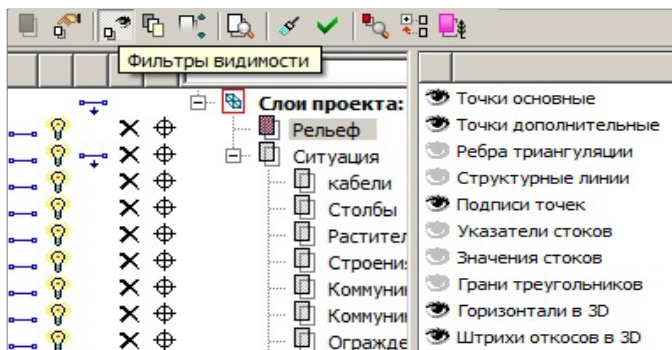 Фильтры видимости
Слои проекта:
Рельеф
Ситуация
кабели
Столбы
Растител
Строени
Коммуни
Коммуни
Огражде
Точки основные
Точки дополнительные
Ребра триангуляции
Структурные линии
Подписи точек
Указатели стоков
Значения стоков
Грани треугольников
Горизонтали в 3D
Штрихи откосов в 3D